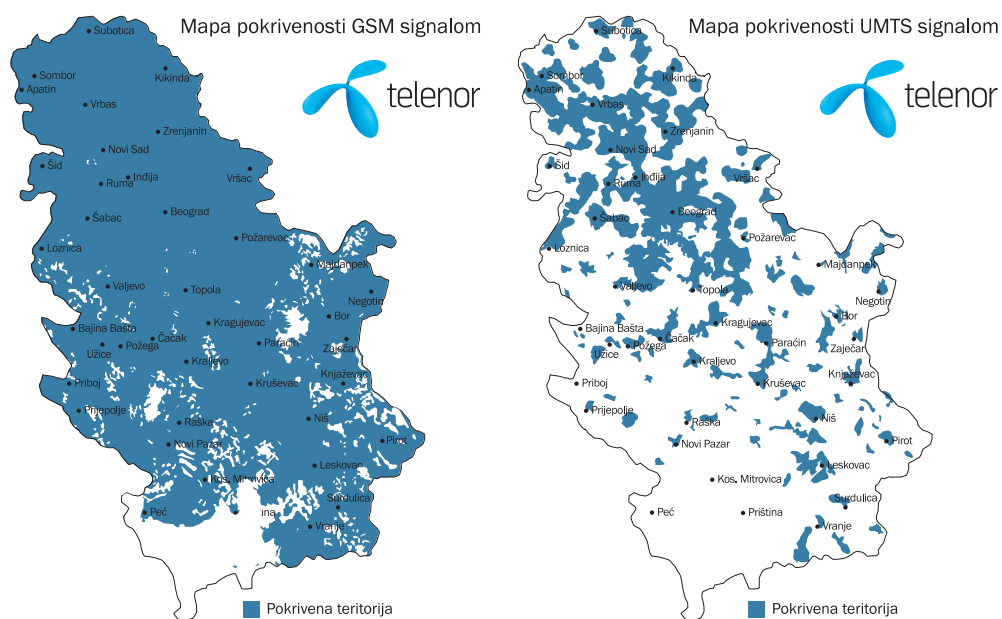 Mapa pokrivenosti GSM signalom
telenor
Subotica
Sombor
Kikinda
Apatin
Vrbas
Zrenjanin
Novi Sad
Šid
Inđija
Vršac
Ruma
Beograd
Šabac
Požarevac
Loznica
Majdanpek
Valjevo
Topola
Negotin
Bor
Kragujevac
Bajina Bašta
Čačak
Paraćin
Zaječar
Užice
Požega
Kraljevo
Knjaževac
Priboj
Kruševac
Prijepolje
Niš
Raška
Novi Pazar
Pirot
Leskovac
Kos. Mitrovica
Surdulica
Peć
ina
Vranje
Pokrivena teritorija
Mapa pokrivenosti UMTS signalom
telenor
Subotica
Sombor
Kikinda
Apatin
Vrbas
Zrenjanin
Novi Sad
Šid
Inđija
Vršac
Ruma
Beograd
Šabac
Požarevac
Loznica
Majdanpek
Valjevo
Topola
Negotin
Bor
Kragujevac
Bajina Bašta
Čačak
Paraćin
Zaječar
Užice
Požega
Kraljevo
Knjaževac
Priboj
Kruševac
Prijepolje
Niš
Raška
Novi Pazar
Pirot
Leskovac
Kos. Mitrovica
Surdulica
Peć
Priština
Vranje
Pokrivena teritorija